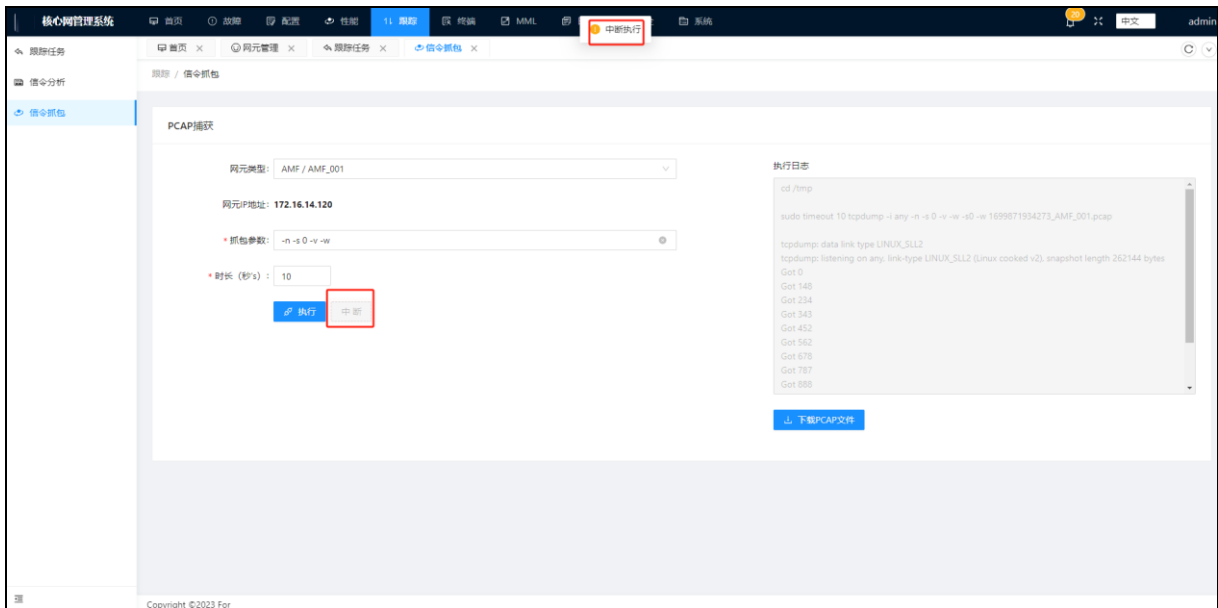 核心网管理系统 首页 故障 配置 性能 跟踪 终端 MML 系统 20 中文 admin
中断执行
跟踪任务
信令分析
信令抓包
首页 网元管理 跟踪任务 信令抓包
跟踪 / 信令抓包
PCAP捕获
网元类型: AMF / AMF_001
网元IP地址: 172.16.14.120
* 抓包参数: -n -s 0 -v -w
* 时长（秒's）: 10
执行 中断
执行日志
cd /tmp
sudo timeout 10 tcpdump -i any -n -s 0 -v -w -s0 -w 1699871934273_AMF_001.pcap
tcpdump: data link type LINUX_SLL2
tcpdump: listening on any, link-type LINUX_SLL2 (Linux cooked v2), snapshot length 262144 bytes
Got 0
Got 148
Got 234
Got 343
Got 452
Got 562
Got 678
Got 787
Got 888
下载PCAP文件
Copyright ©2023 For